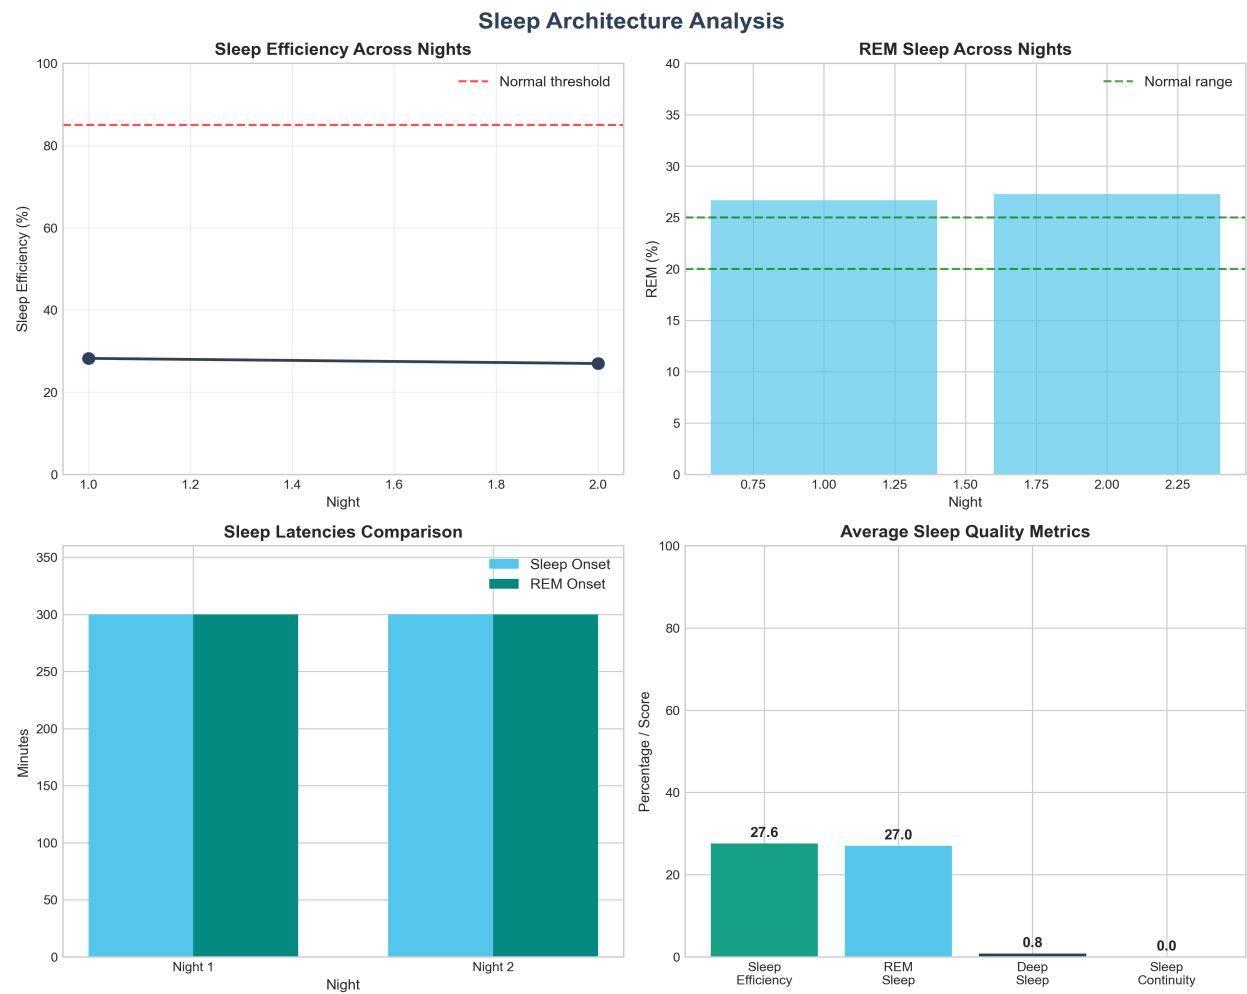 Sleep Architecture Analysis
Sleep Efficiency Across Nights
100
80
60
40
20
0
Sleep Efficiency (%)
Normal threshold
1.0 1.2 1.4 1.6 1.8 2.0
Night
REM Sleep Across Nights
40
35
30
25
20
15
10
5
0
REM (%)
Normal range
0.75 1.00 1.25 1.50 1.75 2.00 2.25
Night
Sleep Latencies Comparison
350
300
250
200
150
100
50
0
Minutes
Sleep Onset
REM Onset
Night 1 Night 2
Night
Average Sleep Quality Metrics
100
80
60
40
20
0
Percentage / Score
27.6 27.0 0.8 0.0
Sleep REM Deep Sleep
Efficiency Sleep Sleep Continuity